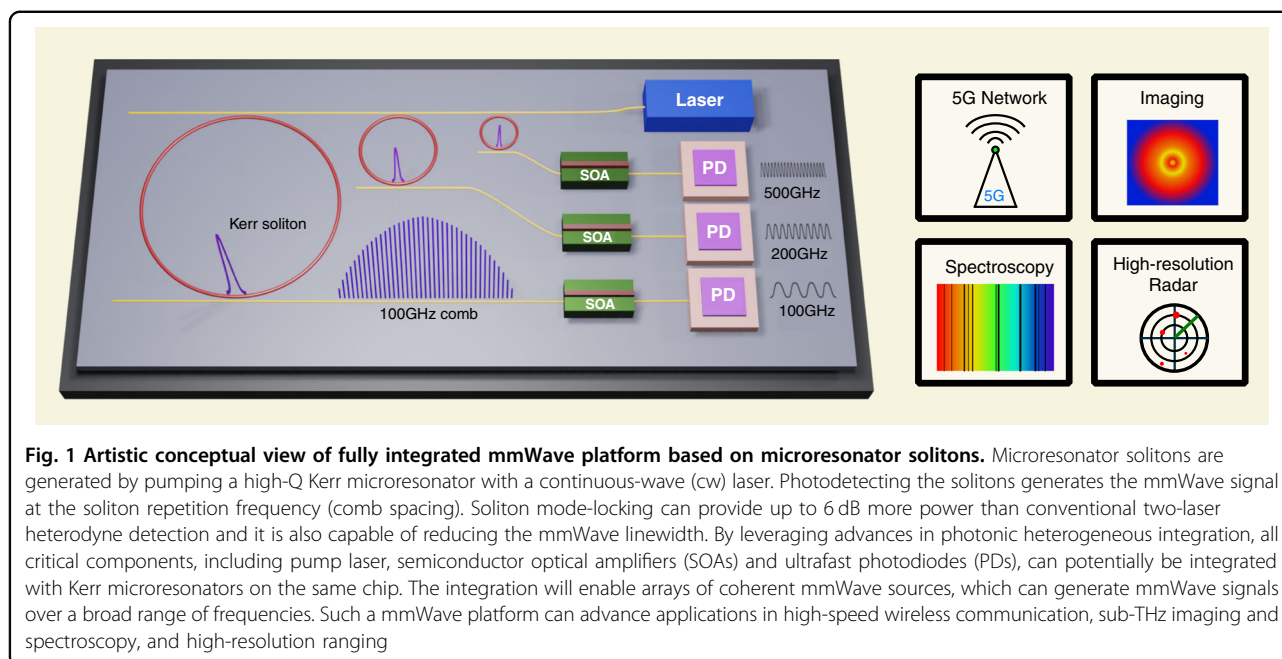 Laser
5G Network
Imaging
SOA
PD
500GHz
5G
Kerr soliton
SOA
PD
200GHz
Spectroscopy
High-resolution
Radar
100GHz comb
SOA
PD
100GHz
Fig. 1 Artistic conceptual view of fully integrated mmWave platform based on microresonator solitons. Microresonator solitons are
generated by pumping a high-Q Kerr microresonator with a continuous-wave (cw) laser. Photodetecting the solitons generates the mmWave signal
at the soliton repetition frequency (comb spacing). Soliton mode-locking can provide up to 6 dB more power than conventional two-laser
heterodyne detection and it is also capable of reducing the mmWave linewidth. By leveraging advances in photonic heterogeneous integration, all
critical components, including pump laser, semiconductor optical amplifiers (SOAs) and ultrafast photodiodes (PDs), can potentially be integrated
with Kerr microresonators on the same chip. The integration will enable arrays of coherent mmWave sources, which can generate mmWave signals
over a broad range of frequencies. Such a mmWave platform can advance applications in high-speed wireless communication, sub-THz imaging and
spectroscopy, and high-resolution ranging